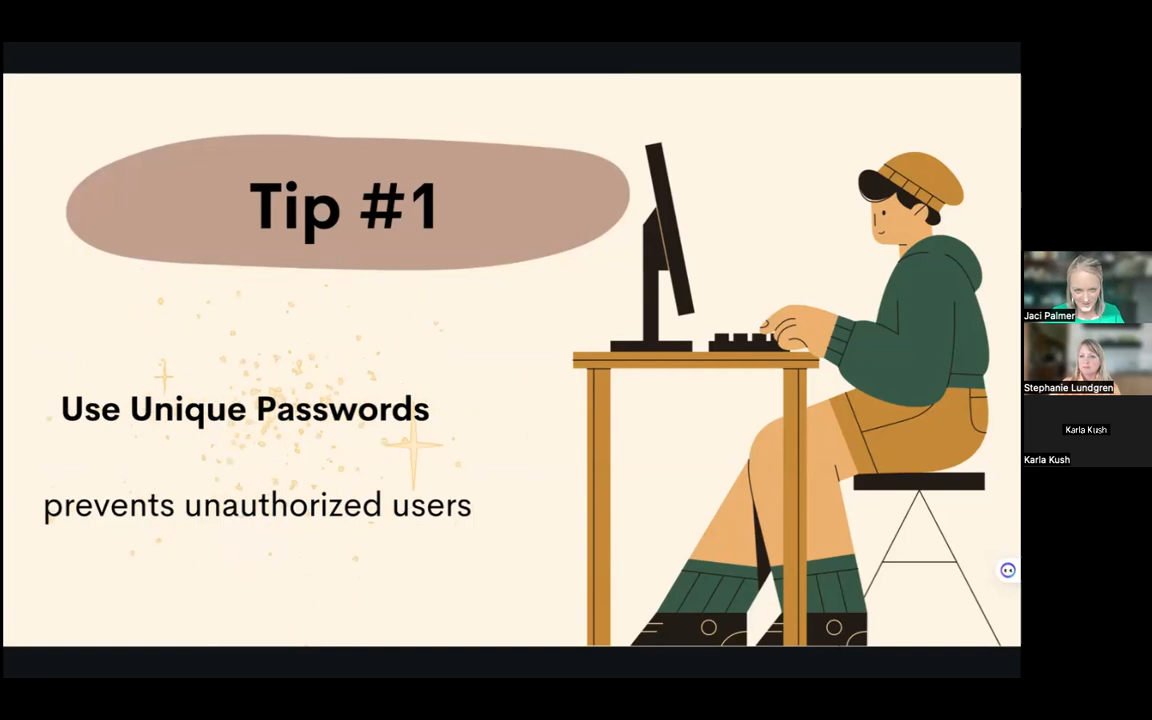 Tip #1
Use Unique Passwords
prevents unauthorized users
Jaci Palmer
Stephanie Lundgren
Karla Kush
Karla Kush